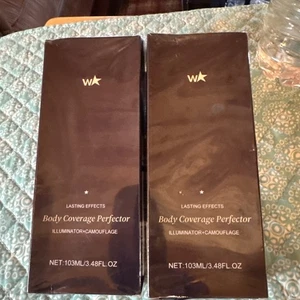 W★
LASTING EFFECTS
Body Coverage Perfector
ILLUMINATOR+CAMOUFLAGE
NET:103ML/3.48FL.OZ
W★
LASTING EFFECTS
Body Coverage Perfector
ILLUMINATOR+CAMOUFLAGE
NET:103ML/3.48FL.OZ